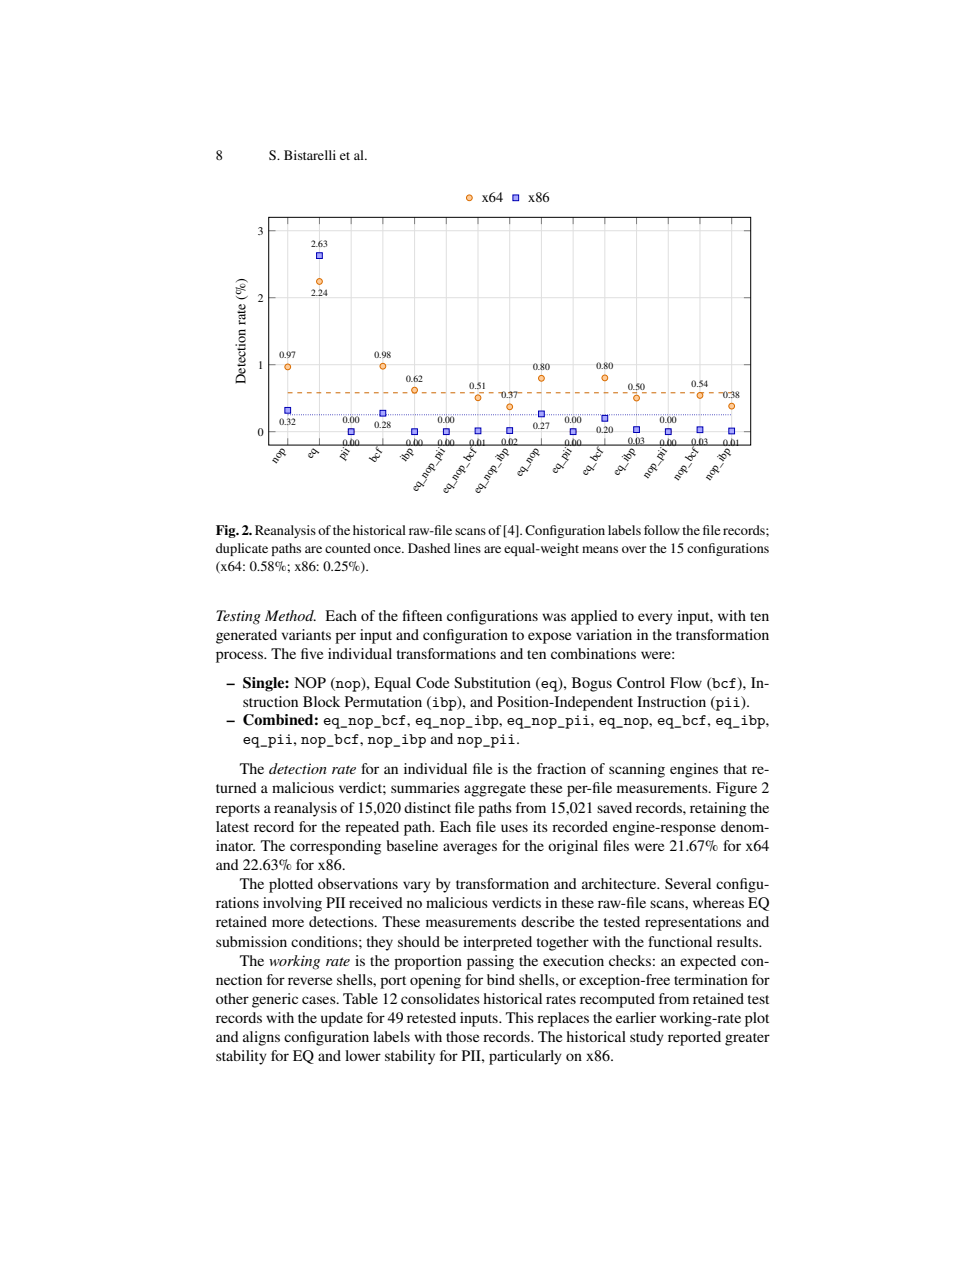 8 S. Bistarelli et al.
x64 x86
Detection rate (%)
3
2
1
0
2.63
2.24
0.97 0.98 0.62 0.51 0.37 0.80 0.80 0.50 0.54 0.38
0.32 0.00 0.28 0.00 0.27 0.00 0.20 0.00
0.00 0.00 0.00 0.01 0.02 0.00 0.03 0.00 0.03 0.01
nop eq pii bcf ibp eq_nop_pii eq_nop_bcf eq_nop_ibp eq_nop eq_pii eq_bcf eq_ibp nop_pii nop_bcf nop_ibp
Fig. 2. Reanalysis of the historical raw-file scans of [4]. Configuration labels follow the file records;
duplicate paths are counted once. Dashed lines are equal-weight means over the 15 configurations
(x64: 0.58%; x86: 0.25%).
Testing Method. Each of the fifteen configurations was applied to every input, with ten
generated variants per input and configuration to expose variation in the transformation
process. The five individual transformations and ten combinations were:
– Single: NOP (nop), Equal Code Substitution (eq), Bogus Control Flow (bcf), In-
struction Block Permutation (ibp), and Position-Independent Instruction (pii).
– Combined: eq_nop_bcf, eq_nop_ibp, eq_nop_pii, eq_nop, eq_bcf, eq_ibp,
eq_pii, nop_bcf, nop_ibp and nop_pii.
The detection rate for an individual file is the fraction of scanning engines that re-
turned a malicious verdict; summaries aggregate these per-file measurements. Figure 2
reports a reanalysis of 15,020 distinct file paths from 15,021 saved records, retaining the
latest record for the repeated path. Each file uses its recorded engine-response denom-
inator. The corresponding baseline averages for the original files were 21.67% for x64
and 22.63% for x86.
The plotted observations vary by transformation and architecture. Several configu-
rations involving PII received no malicious verdicts in these raw-file scans, whereas EQ
retained more detections. These measurements describe the tested representations and
submission conditions; they should be interpreted together with the functional results.
The working rate is the proportion passing the execution checks: an expected con-
nection for reverse shells, port opening for bind shells, or exception-free termination for
other generic cases. Table 12 consolidates historical rates recomputed from retained test
records with the update for 49 retested inputs. This replaces the earlier working-rate plot
and aligns configuration labels with those records. The historical study reported greater
stability for EQ and lower stability for PII, particularly on x86.